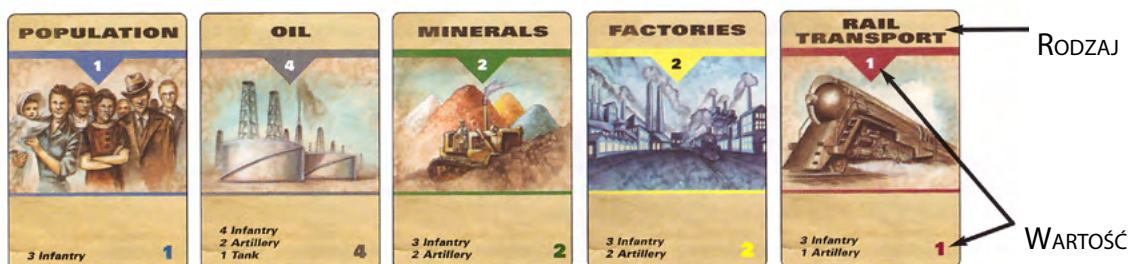 POPULATION
1
3 Infantry
1
OIL
4
4 Infantry
2 Artillery
1 Tank
4
MINERALS
2
3 Infantry
2 Artillery
2
FACTORIES
2
3 Infantry
2 Artillery
2
RAIL
TRANSPORT
1
3 Infantry
1 Artillery
1
RODZAJ
WARTOŚĆ